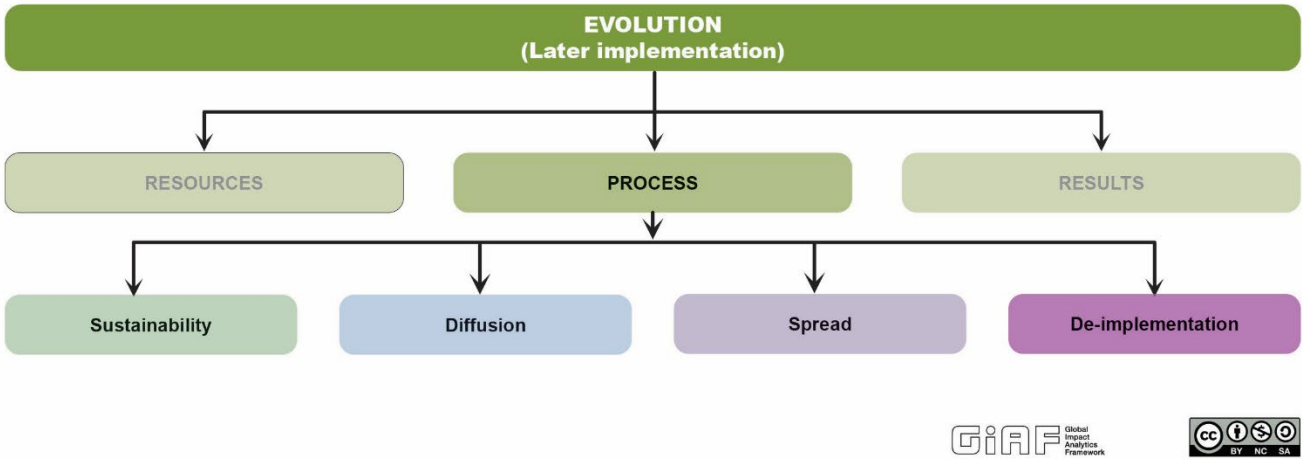 EVOLUTION
(Later implementation)
RESOURCES
PROCESS
RESULTS
Sustainability
Diffusion
Spread
De-implementation
GiAF
Global
Impact
Analytics
Framework
cc
BY NC SA